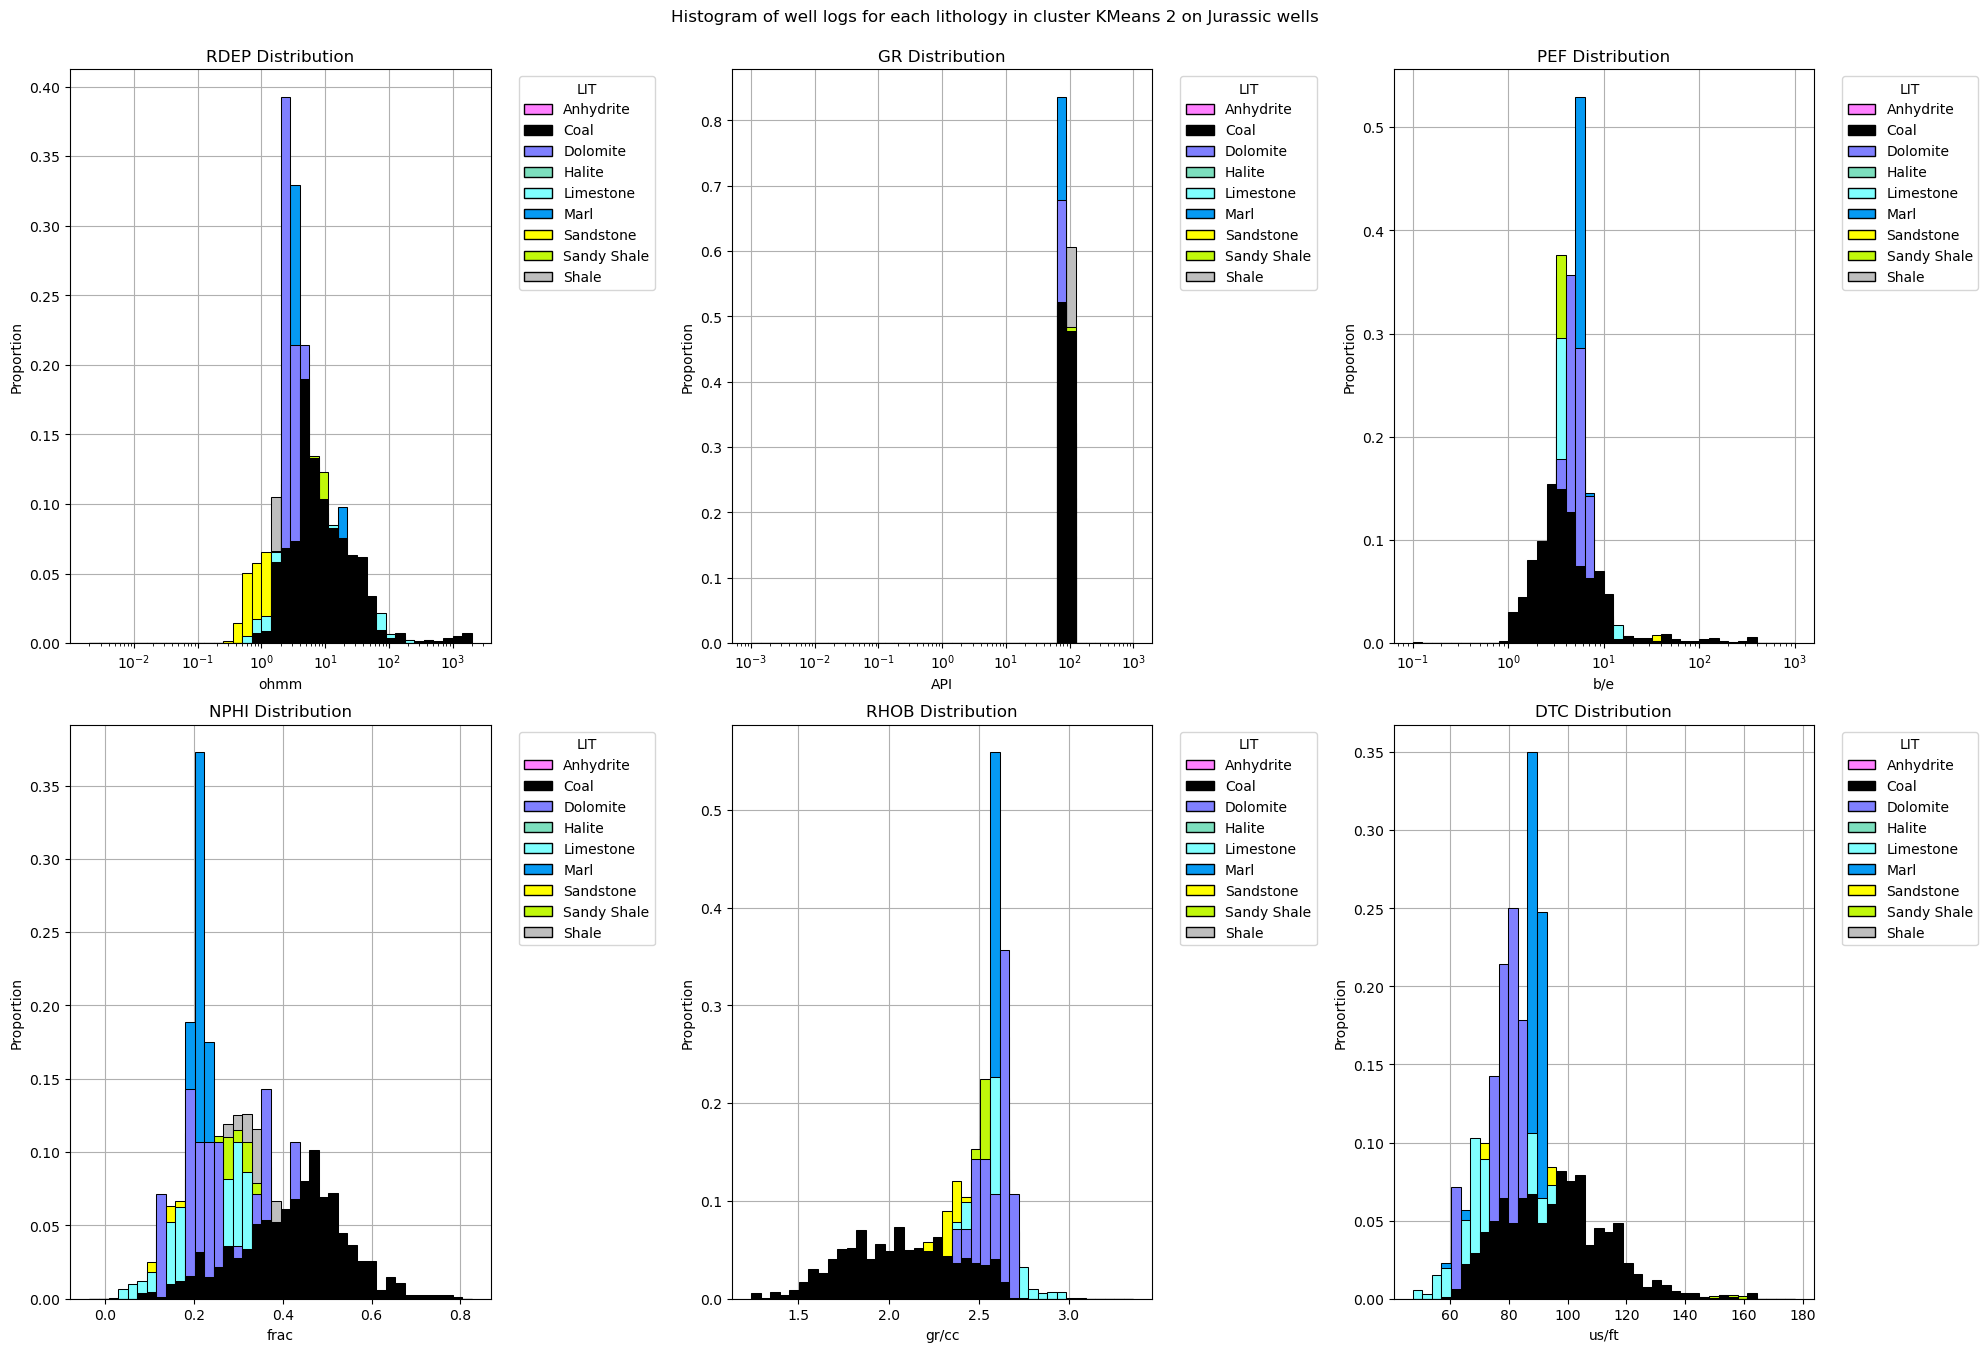 Histogram of well logs for each lithology in cluster KMeans 2 on Jurassic wells
RDEP Distribution
0.40
0.35
0.30
0.25
0.20
0.15
0.10
0.05
0.00
Proportion
10⁻² 10⁻¹ 10⁰ 10¹ 10² 10³
ohmm
LIT
Anhydrite
Coal
Dolomite
Halite
Limestone
Marl
Sandstone
Sandy Shale
Shale
GR Distribution
0.8
0.7
0.6
0.5
0.4
0.3
0.2
0.1
0.0
Proportion
10⁻³ 10⁻² 10⁻¹ 10⁰ 10¹ 10² 10³
API
LIT
Anhydrite
Coal
Dolomite
Halite
Limestone
Marl
Sandstone
Sandy Shale
Shale
PEF Distribution
0.5
0.4
0.3
0.2
0.1
0.0
Proportion
10⁻¹ 10⁰ 10¹ 10² 10³
b/e
LIT
Anhydrite
Coal
Dolomite
Halite
Limestone
Marl
Sandstone
Sandy Shale
Shale
NPHI Distribution
0.35
0.30
0.25
0.20
0.15
0.10
0.05
0.00
Proportion
0.0 0.2 0.4 0.6 0.8
frac
LIT
Anhydrite
Coal
Dolomite
Halite
Limestone
Marl
Sandstone
Sandy Shale
Shale
RHOB Distribution
0.5
0.4
0.3
0.2
0.1
0.0
Proportion
1.5 2.0 2.5 3.0
gr/cc
LIT
Anhydrite
Coal
Dolomite
Halite
Limestone
Marl
Sandstone
Sandy Shale
Shale
DTC Distribution
0.35
0.30
0.25
0.20
0.15
0.10
0.05
0.00
Proportion
60 80 100 120 140 160 180
us/ft
LIT
Anhydrite
Coal
Dolomite
Halite
Limestone
Marl
Sandstone
Sandy Shale
Shale